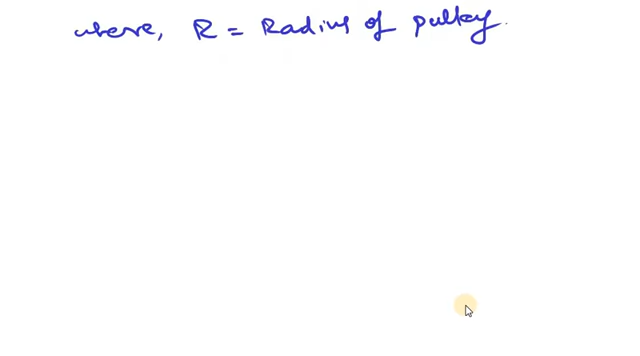 where, R = Radius of pulley.